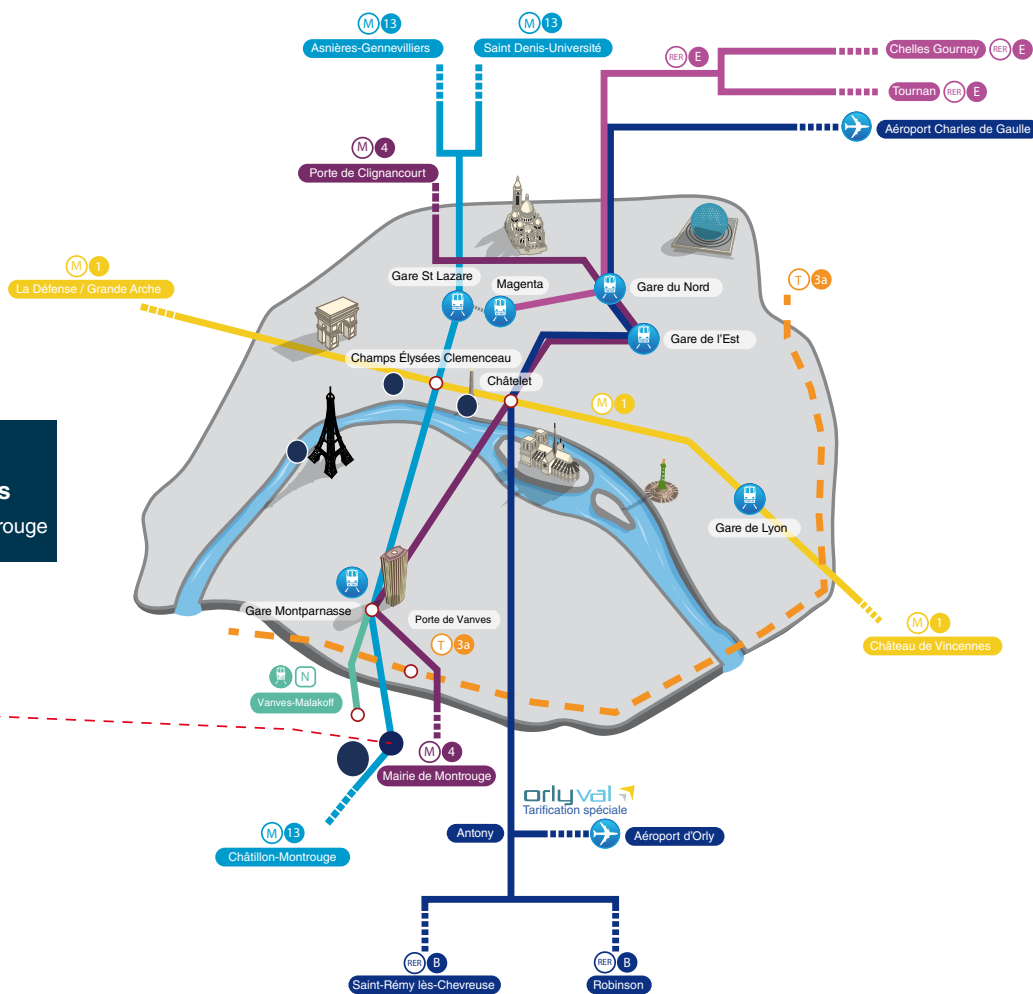 M 13
Asnières-Gennevilliers
M 13
Saint Denis-Université
RER E
Chelles Gournay RER E
Tournan RER E
Aéroport Charles de Gaulle
M 4
Porte de Clignancourt
M 1
La Défense / Grande Arche
T 3a
Gare St Lazare
Magenta
Gare du Nord
Gare de l'Est
Champs Élysées Clemenceau
Châtelet
M 1
s
rouge
Gare de Lyon
Gare Montparnasse
Porte de Vanves
T 3a
M 1
Château de Vincennes
N
Vanves-Malakoff
M 4
Mairie de Montrouge
orlyval
Tarification spéciale
M 13
Châtillon-Montrouge
Antony
Aéroport d'Orly
RER B
Saint-Rémy lès-Chevreuse
RER B
Robinson